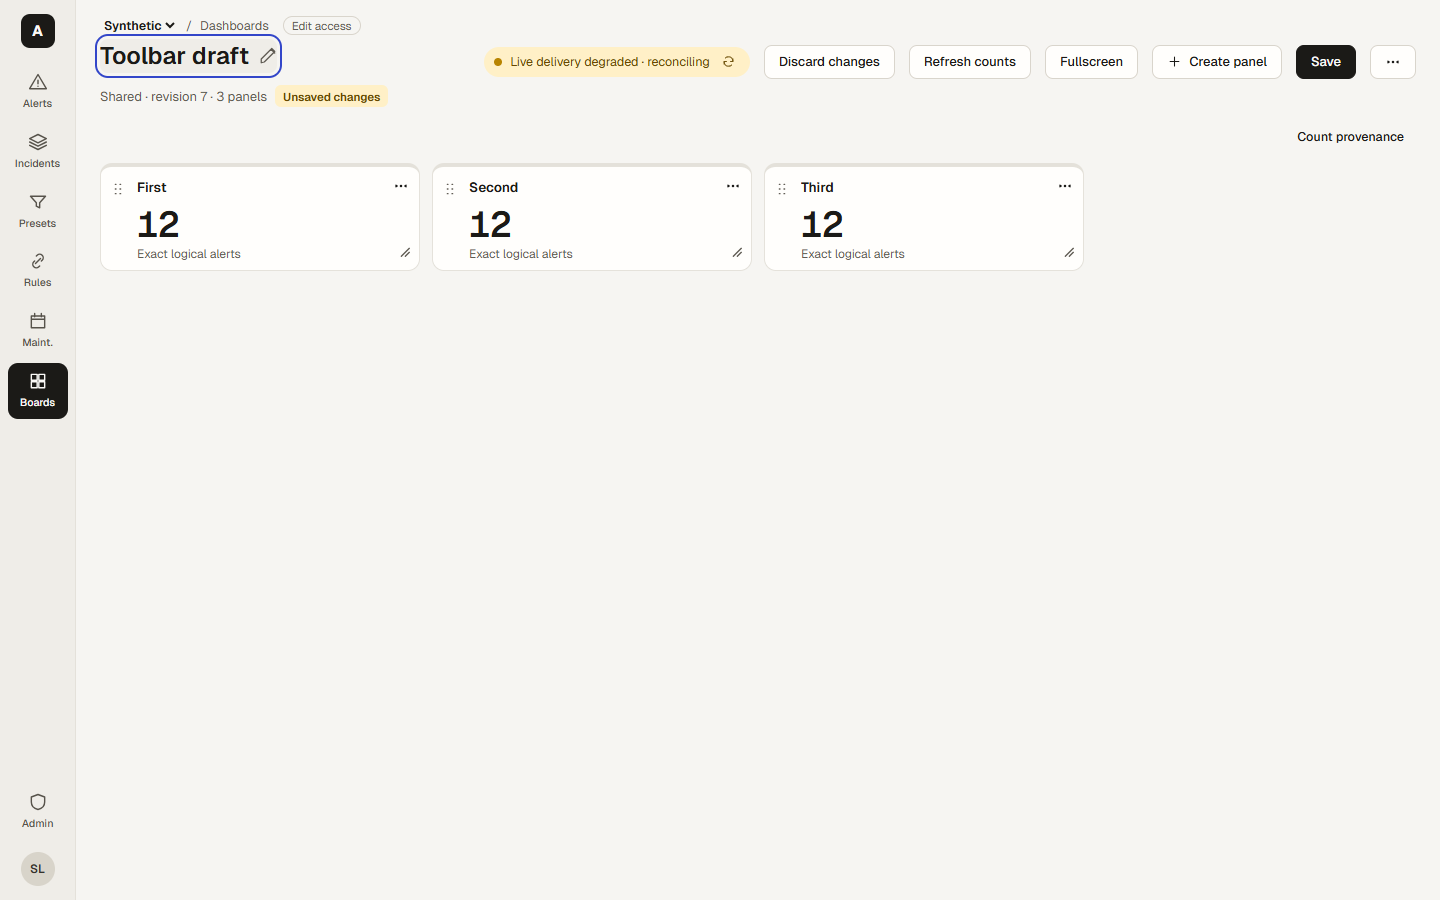 A
Alerts
Incidents
Presets
Rules
Maint.
Boards
Admin
SL
Synthetic / Dashboards Edit access
Toolbar draft
Live delivery degraded · reconciling Discard changes Refresh counts Fullscreen Create panel Save
Shared · revision 7 · 3 panels Unsaved changes
Count provenance
First
12
Exact logical alerts
Second
12
Exact logical alerts
Third
12
Exact logical alerts